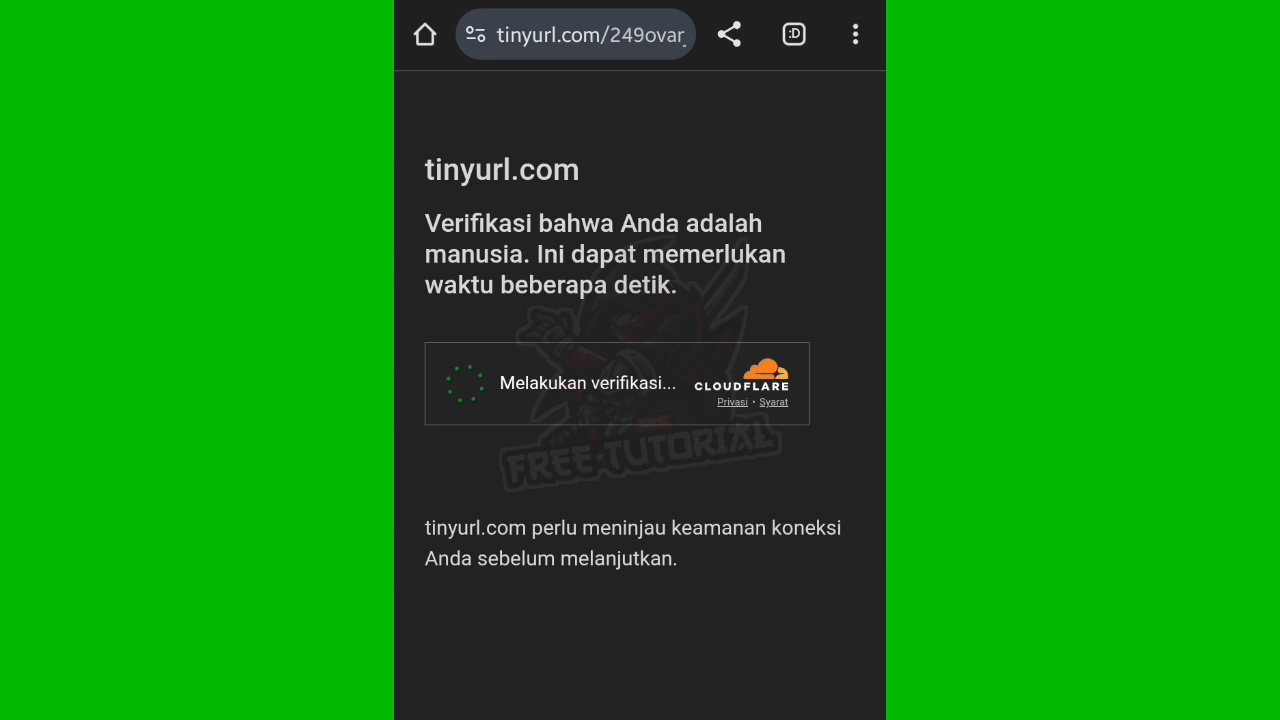 tinyurl.com/249ovar
:D
tinyurl.com
Verifikasi bahwa Anda adalah
manusia. Ini dapat memerlukan
waktu beberapa detik.
Melakukan verifikasi...
CLOUDFLARE
Privasi • Syarat
FREE TUTORIAL
tinyurl.com perlu meninjau keamanan koneksi
Anda sebelum melanjutkan.